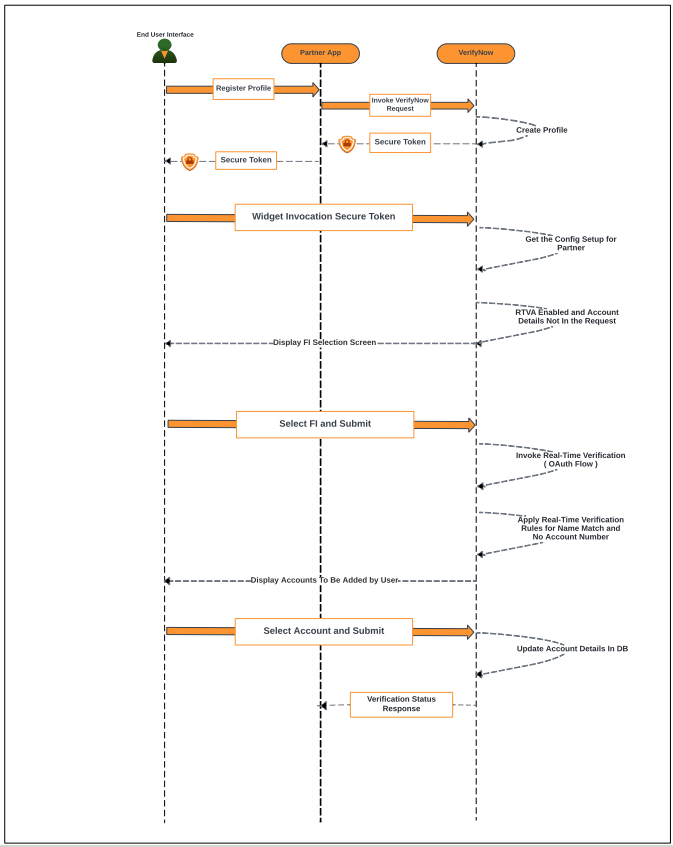 End User Interface
Partner App
VerifyNow
Register Profile
Invoke VerifyNow
Request
Create Profile
Secure Token
Secure Token
Widget Invocation Secure Token
Get the Config Setup for
Partner
RTVA Enabled and Account
Details Not In the Request
Display FI Selection Screen
Select FI and Submit
Invoke Real-Time Verification
( OAuth Flow )
Apply Real-Time Verification
Rules for Name Match and
No Account Number
Display Accounts To Be Added by User
Select Account and Submit
Update Account Details In DB
Verification Status
Response